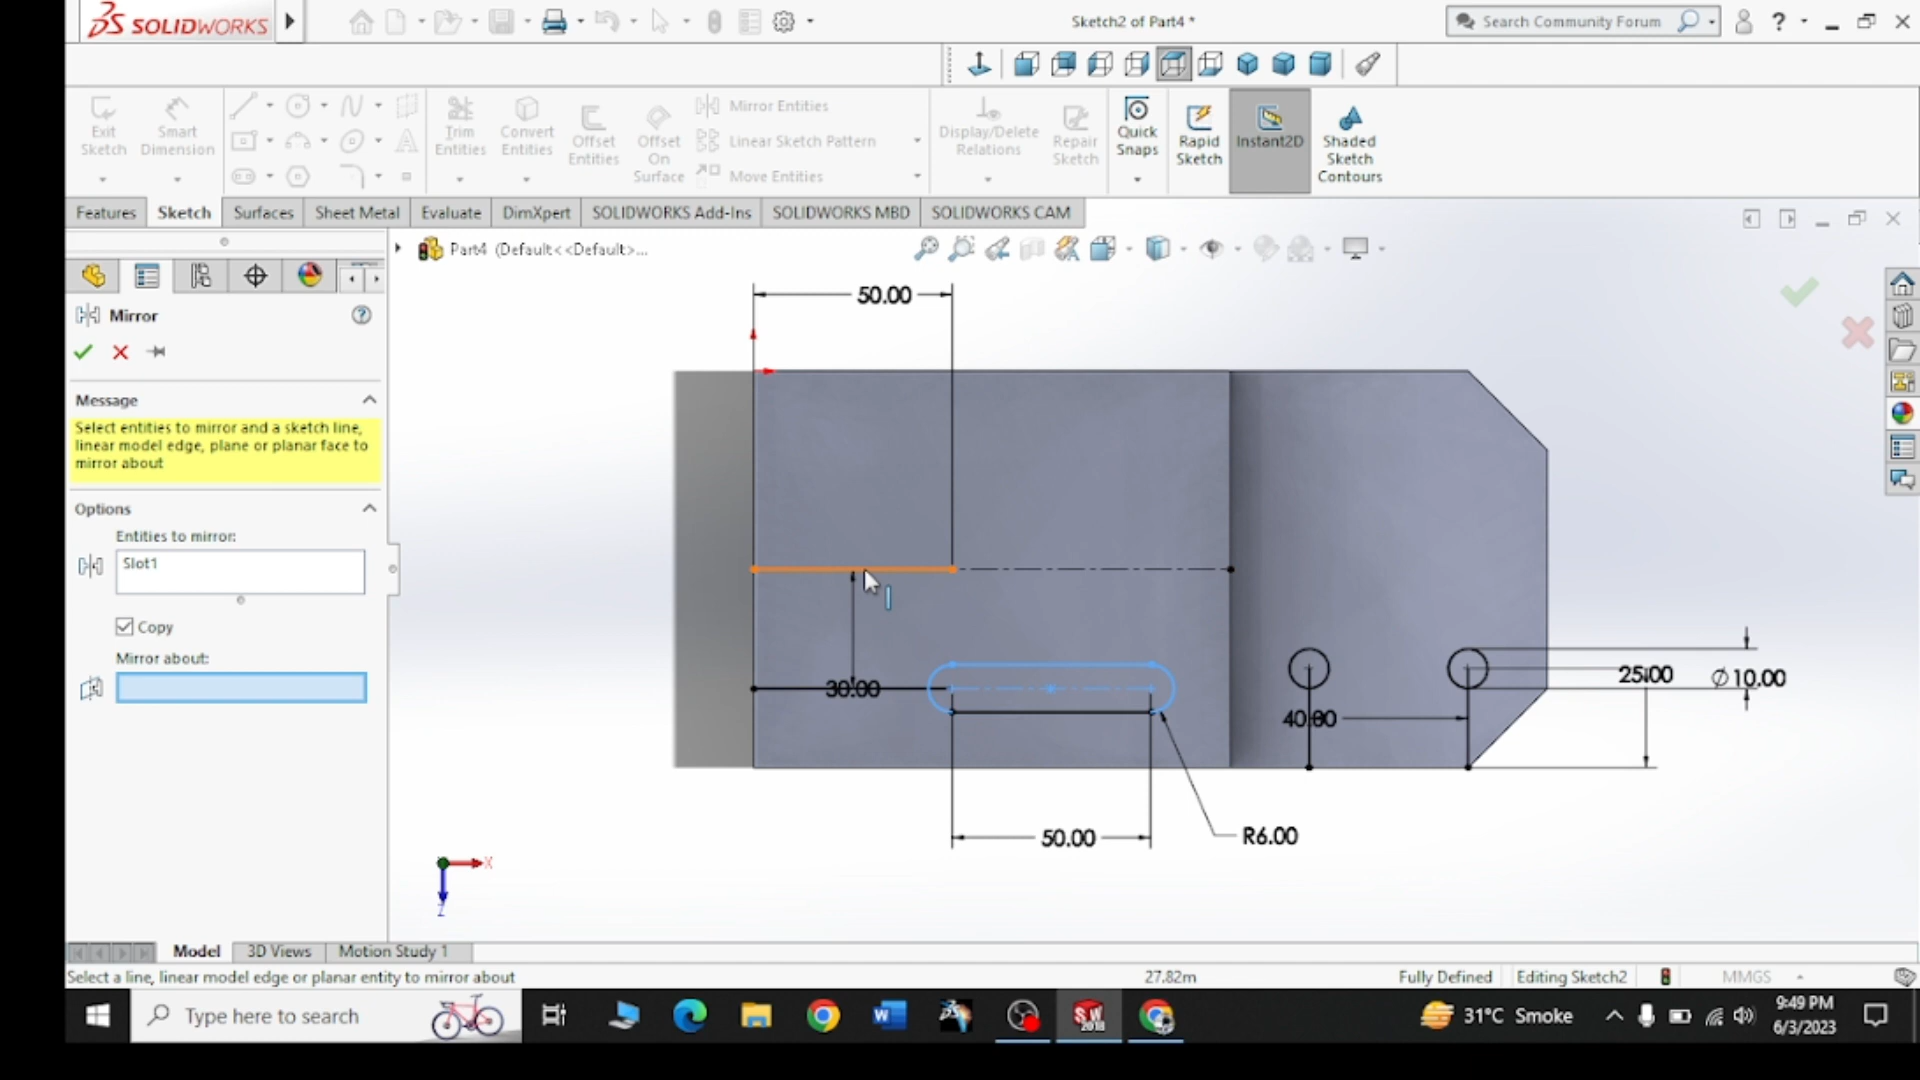 SOLIDWORKS
Sketch2 of Part4 *
Search Community Forum
?
Exit Sketch
Smart Dimension
Trim Entities
Convert Entities
Offset Entities
Offset On Surface
Mirror Entities
Linear Sketch Pattern
Move Entities
Display/Delete Relations
Repair Sketch
Quick Snaps
Rapid Sketch
Instant2D
Shaded Sketch Contours
Features
Sketch
Surfaces
Sheet Metal
Evaluate
DimXpert
SOLIDWORKS Add-Ins
SOLIDWORKS MBD
SOLIDWORKS CAM
Part4 (Default<<Default>...
Mirror
Message
Select entities to mirror and a sketch line,
linear model edge, plane or planar face to
mirror about
Options
Entities to mirror:
Slot1
Copy
Mirror about:
50.00
30.00
25.00
Ø10.00
40.00
50.00
R6.00
X
Z
Model
3D Views
Motion Study 1
Select a line, linear model edge or planar entity to mirror about
27.82m
Fully Defined
Editing Sketch2
MMGS
Type here to search
SW
2018
31°C Smoke
9:49 PM
6/3/2023